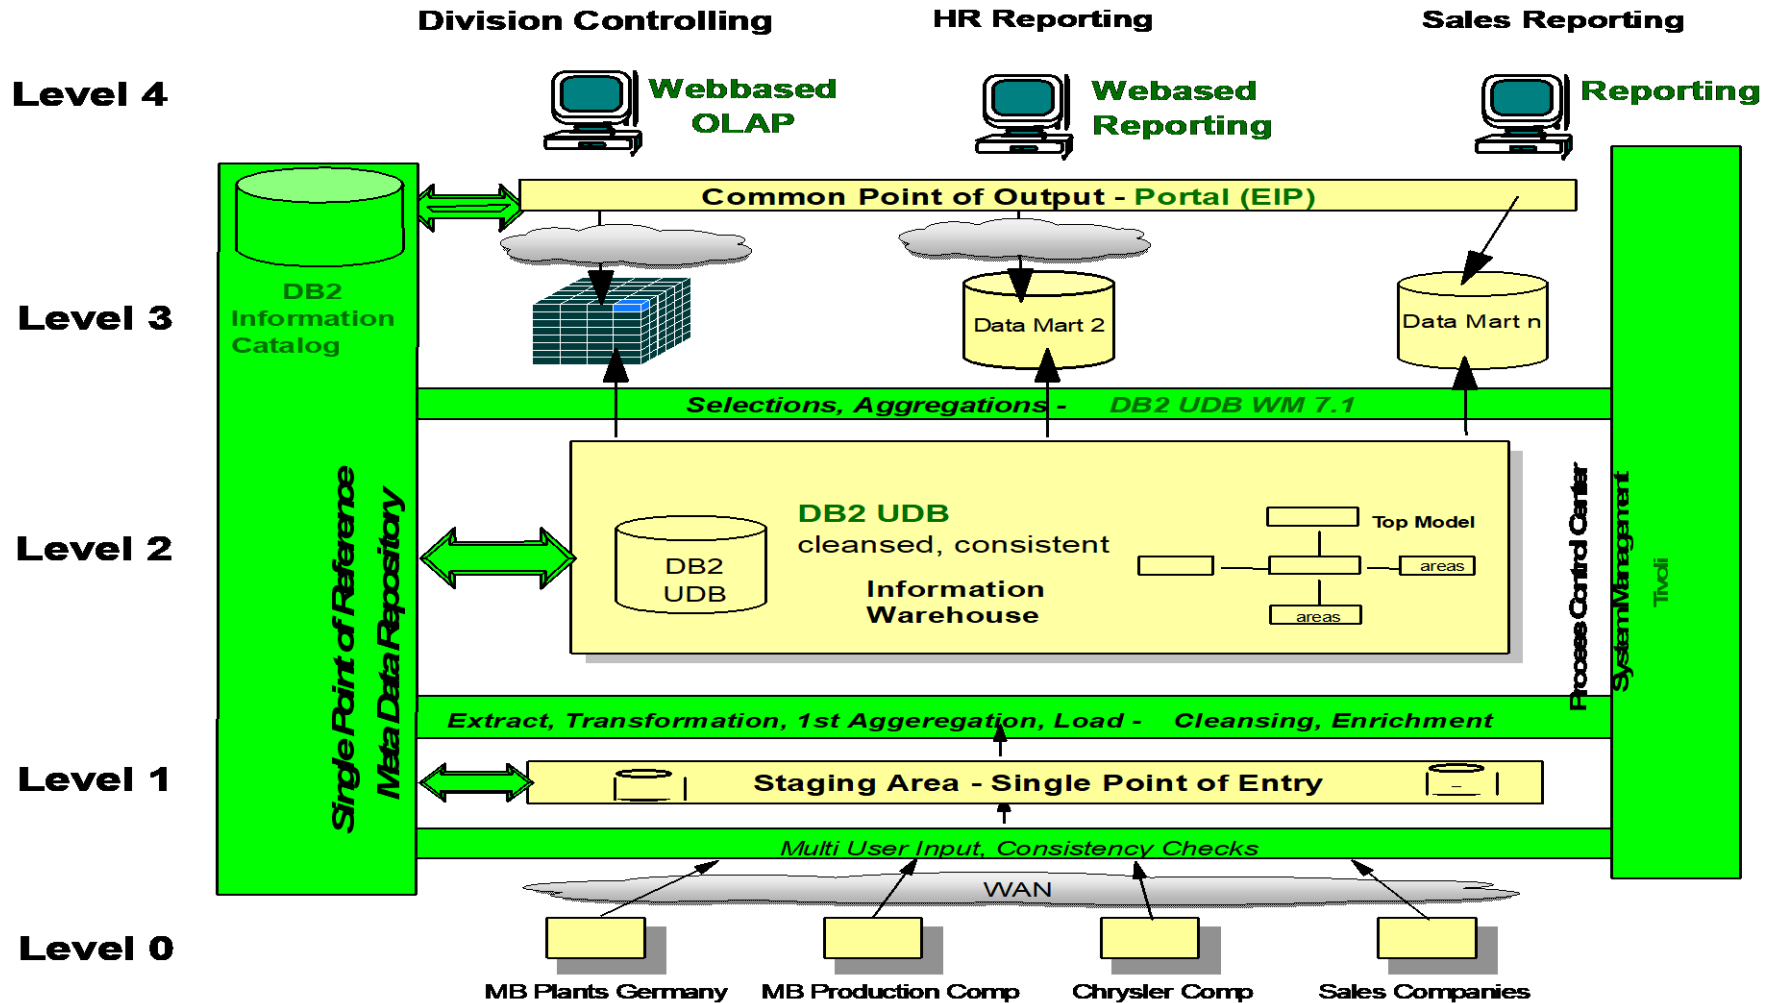 Division Controlling
HR Reporting
Sales Reporting
Level 4
Webbased
OLAP
Webased
Reporting
Reporting
Common Point of Output - Portal (EIP)
DB2
Information
Catalog
Level 3
Data Mart 2
Data Mart n
Selections, Aggregations - DB2 UDB WM 7.1
Level 2
Single Point of Reference
Meta Data Repository
DB2
UDB
DB2 UDB
cleansed, consistent
Information
Warehouse
Top Model
areas
areas
Process Control Center
System Management
Tivoli
Extract, Transformation, 1st Aggeregation, Load - Cleansing, Enrichment
Level 1
Staging Area - Single Point of Entry
Multi User Input, Consistency Checks
WAN
Level 0
MB Plants Germany
MB Production Comp
Chrysler Comp
Sales Companies